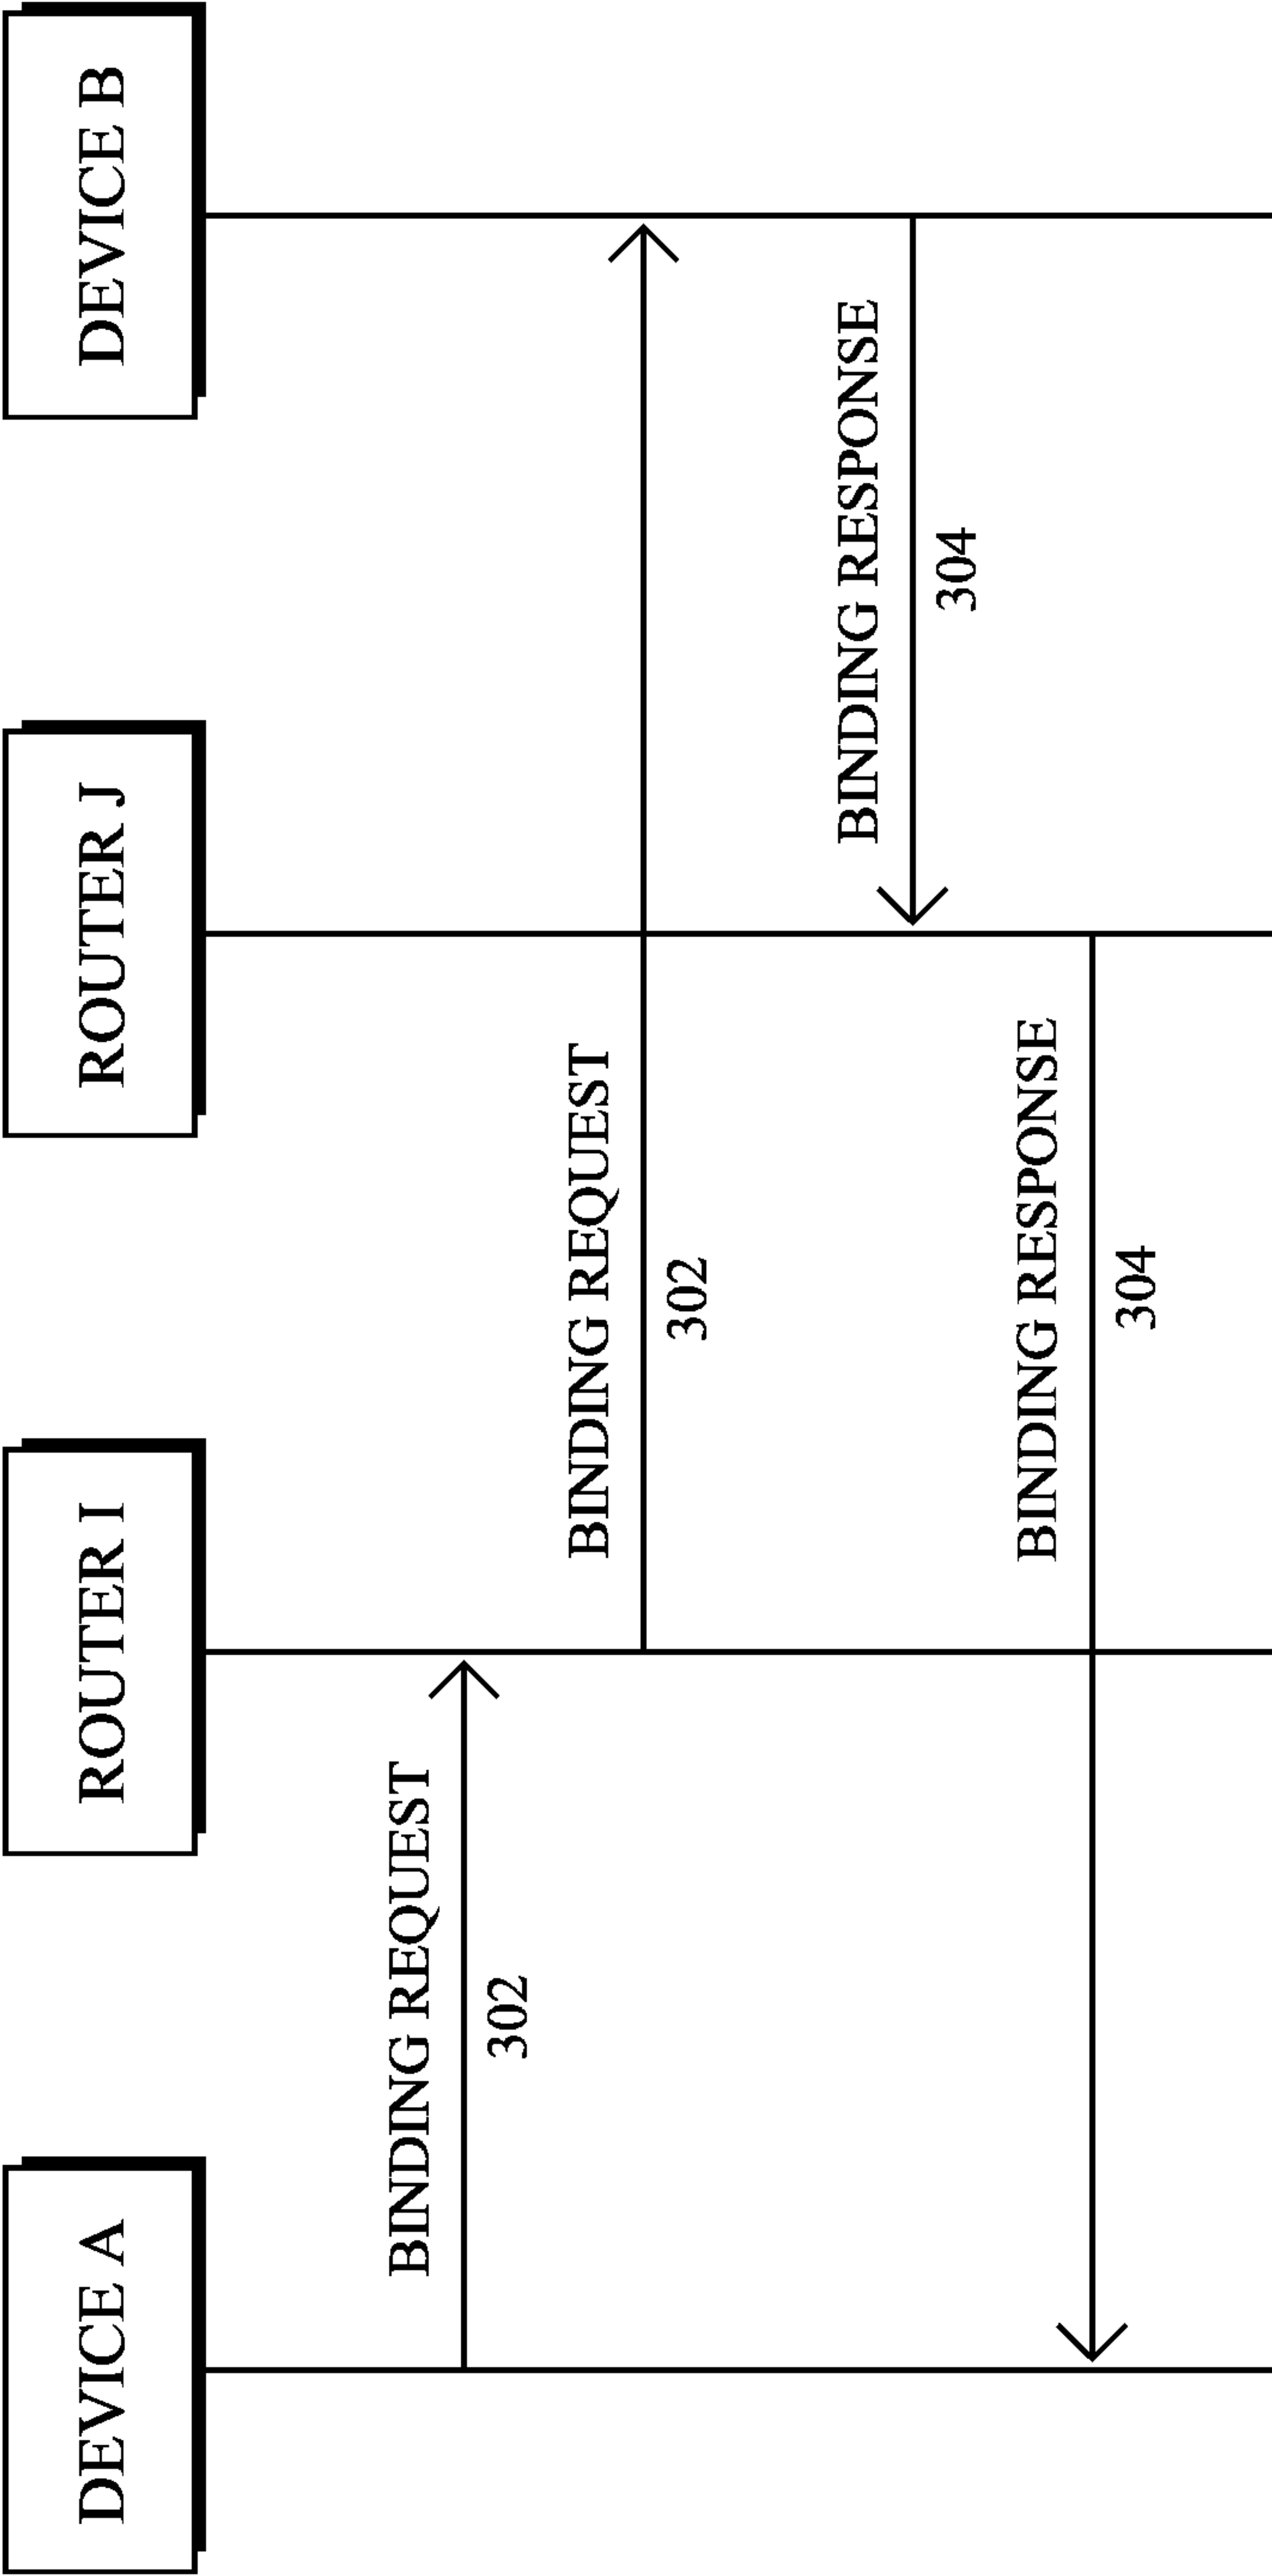 DEVICE A
ROUTER I
ROUTER J
DEVICE B
BINDING REQUEST
302
BINDING REQUEST
302
BINDING RESPONSE
304
BINDING RESPONSE
304